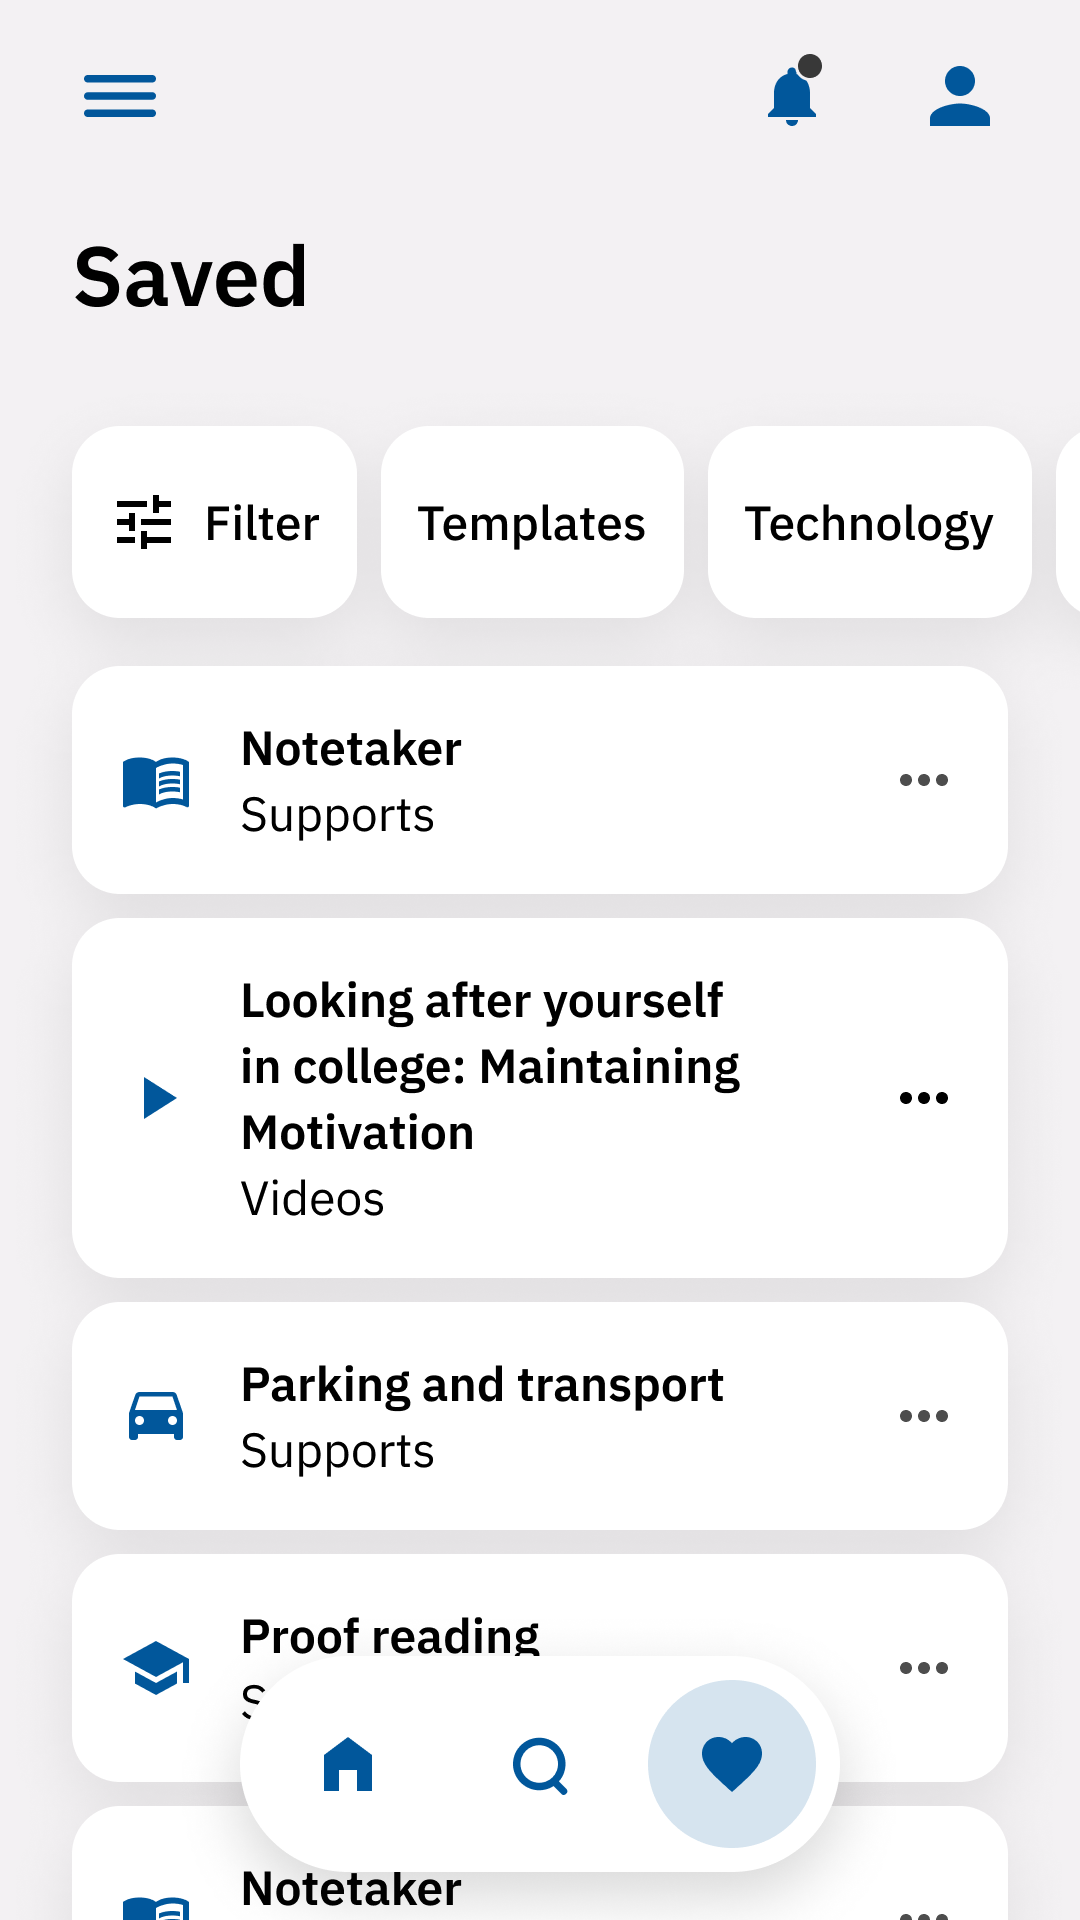 Saved
Filter
Templates
Technology
Notetaker
Supports
Looking after yourself
in college: Maintaining
Motivation
Videos
Parking and transport
Supports
Proof reading
Notetaker